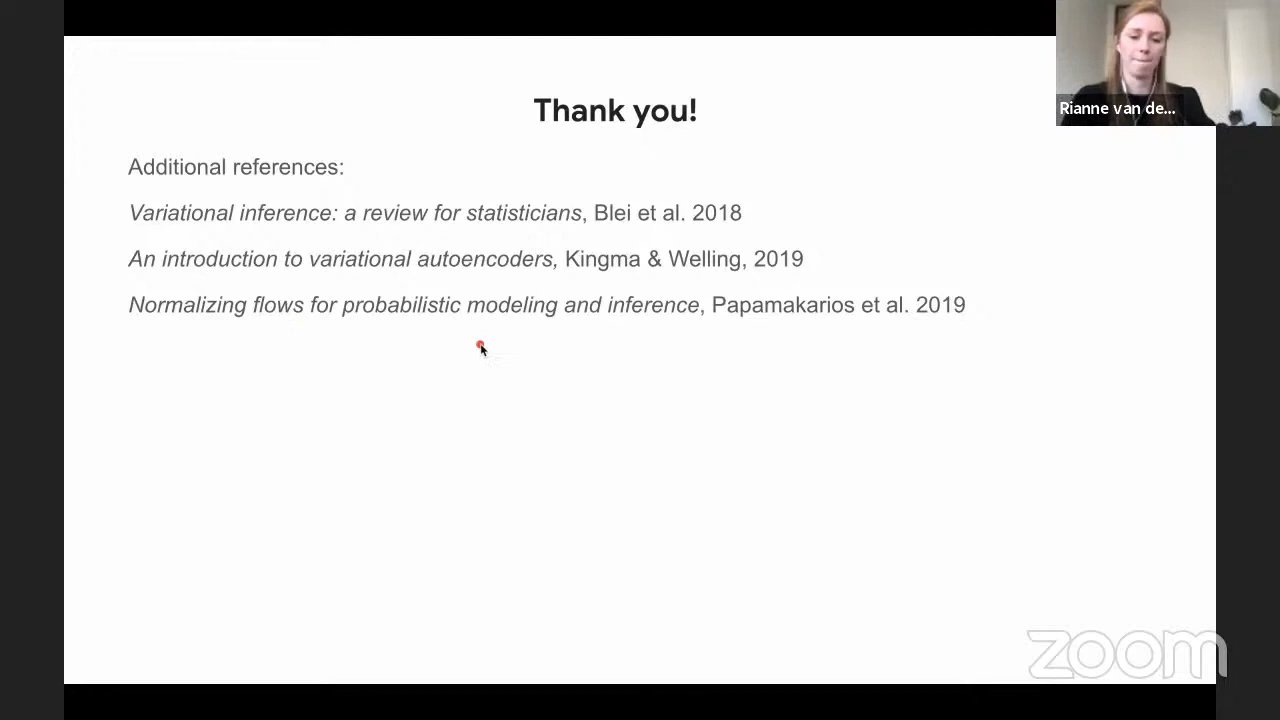 Thank you!
Rianne van de...
Additional references:
Variational inference: a review for statisticians, Blei et al. 2018
An introduction to variational autoencoders, Kingma & Welling, 2019
Normalizing flows for probabilistic modeling and inference, Papamakarios et al. 2019
zoom